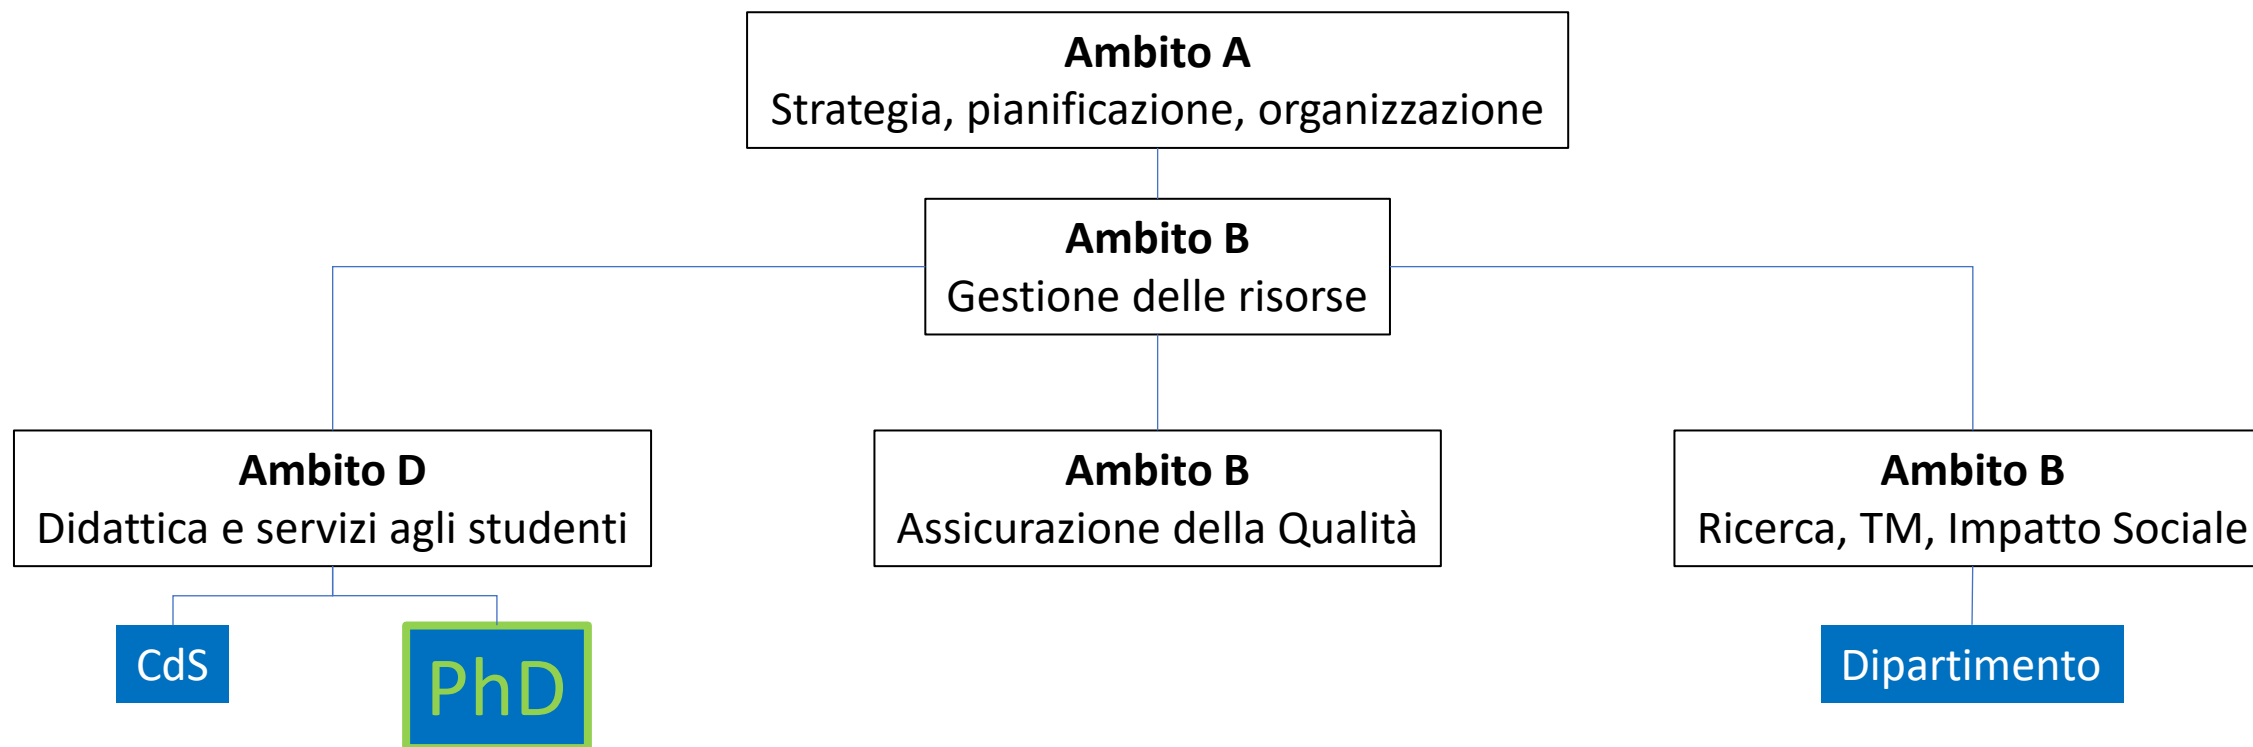 Ambito A
Strategia, pianificazione, organizzazione
Ambito B
Gestione delle risorse
Ambito D
Didattica e servizi agli studenti
Ambito B
Assicurazione della Qualità
Ambito B
Ricerca, TM, Impatto Sociale
CdS
PhD
Dipartimento